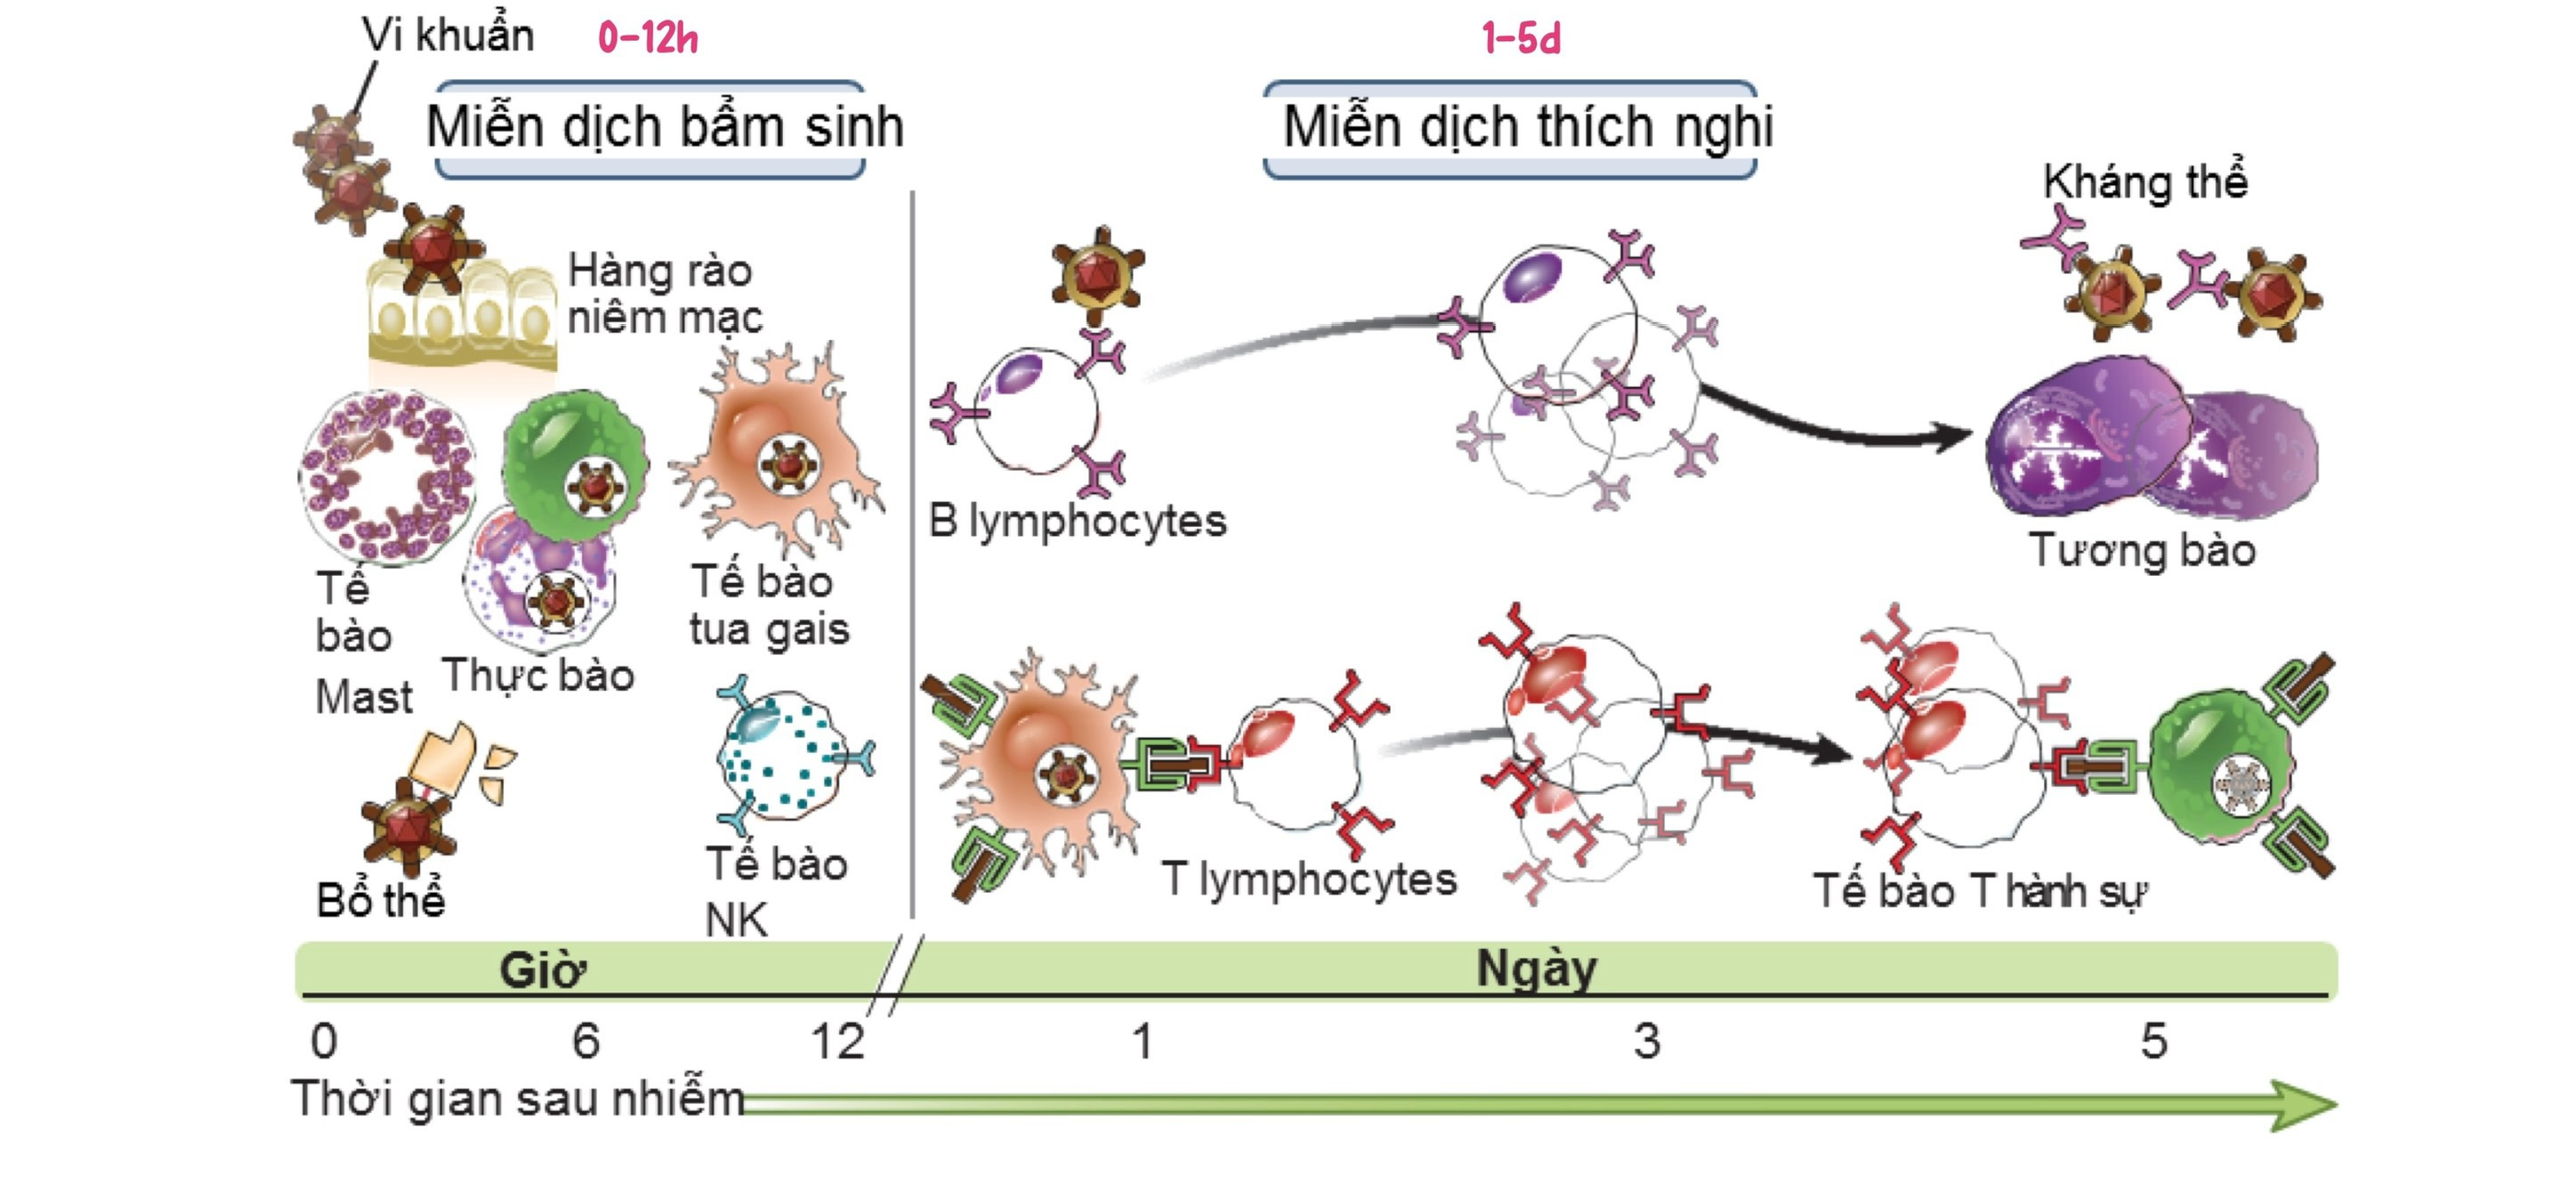 Vi khuẩn
0-12h
1-5d
Miễn dịch bẩm sinh
Miễn dịch thích nghi
Kháng thể
Hàng rào
niêm mạc
B lymphocytes
Tương bào
Tế
bào
Mast
Thực bào
Tế bào
tua gais
Bổ thể
Tế bào
NK
T lymphocytes
Tế bào T hành sự
Giờ
Ngày
0 6 12 1 3 5
Thời gian sau nhiễm